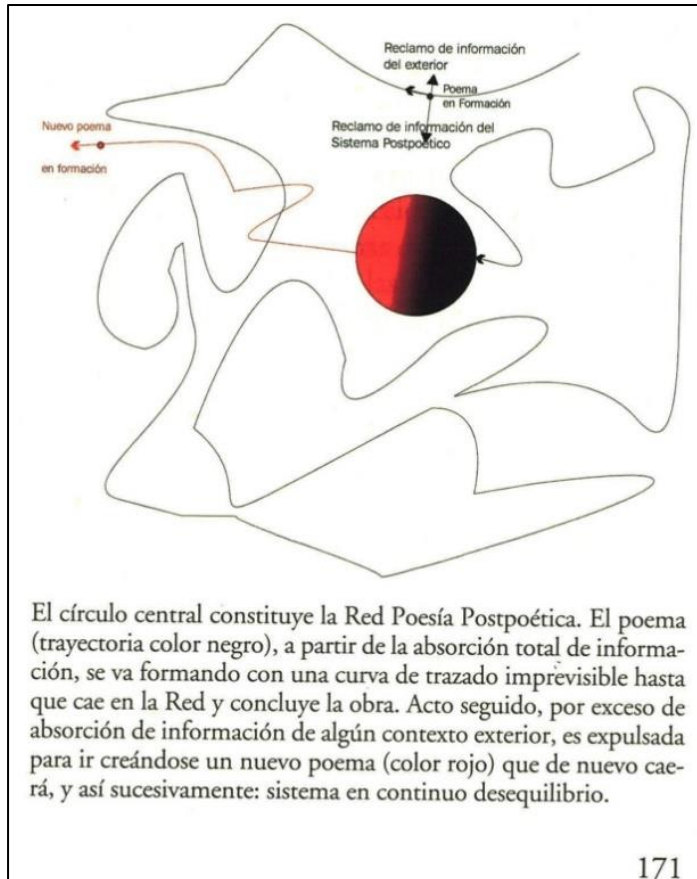 Reclamo de información
del exterior
Poema
en Formación
Nuevo poema
Reclamo de información del
Sistema Postpoético
en formación
El círculo central constituye la Red Poesía Postpoética. El poema
(trayectoria color negro), a partir de la absorción total de informa-
ción, se va formando con una curva de trazado imprevisible hasta
que cae en la Red y concluye la obra. Acto seguido, por exceso de
absorción de información de algún contexto exterior, es expulsada
para ir creándose un nuevo poema (color rojo) que de nuevo cae-
rá, y así sucesivamente: sistema en continuo desequilibrio.
171